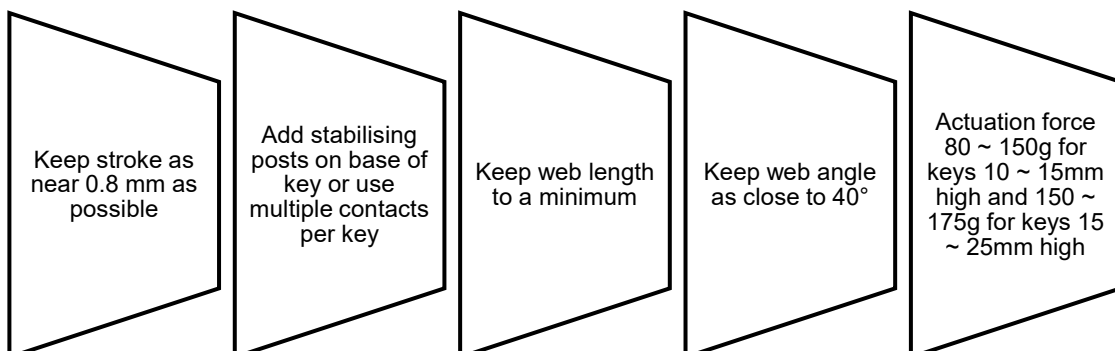 Keep stroke as
near 0.8 mm as
possible
Add stabilising
posts on base of
key or use
multiple contacts
per key
Keep web length
to a minimum
Keep web angle
as close to 40°
Actuation force
80 ~ 150g for
keys 10 ~ 15mm
high and 150 ~
175g for keys 15
~ 25mm high